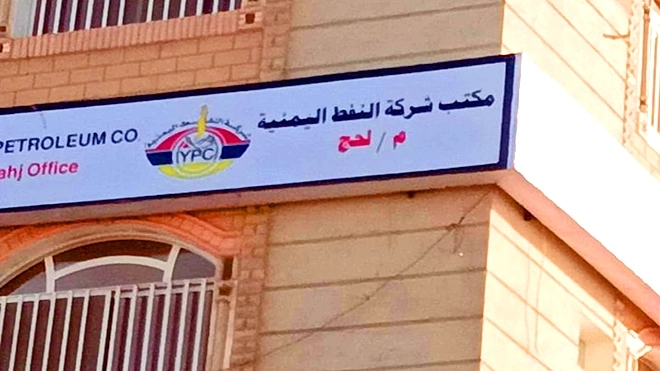 مكتب شركة النفط اليمنية
م / لحج
PETROLEUM CO
ahj Office
YPC